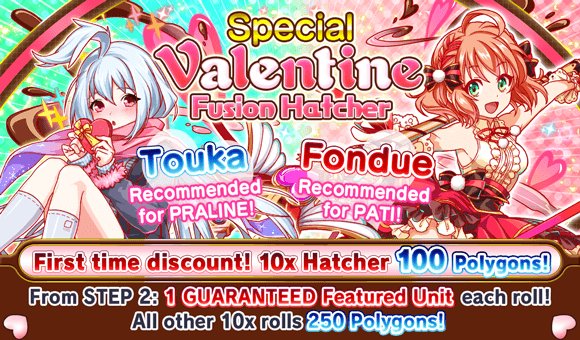 Special
Valentine
Fusion Hatcher
Touka
Recommended
for PRALINE!
Fondue
Recommended
for PATI!
First time discount! 10x Hatcher 100 Polygons!
From STEP 2: 1 GUARANTEED Featured Unit each roll!
All other 10x rolls 250 Polygons!